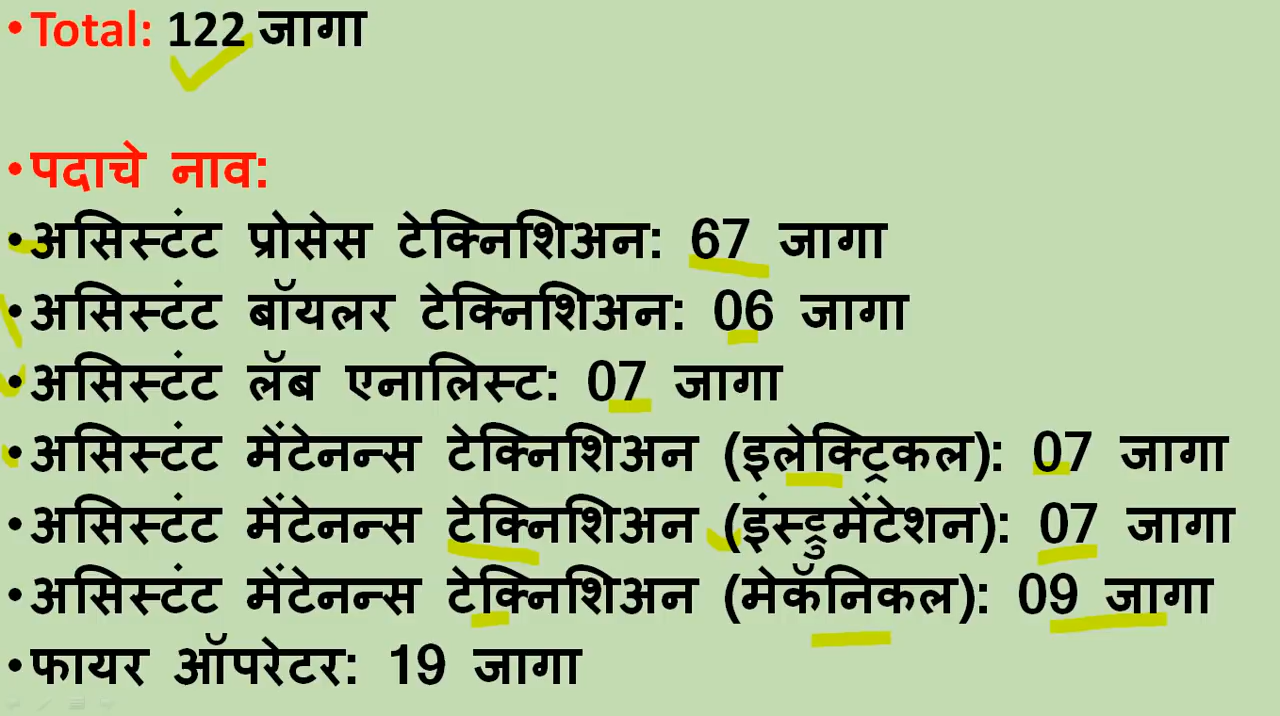 • Total: 122 जागा
• पदाचे नाव:
• असिस्टंट प्रोसेस टेक्निशिअन: 67 जागा
• असिस्टंट बॉयलर टेक्निशिअन: 06 जागा
• असिस्टंट लॅब एनालिस्ट: 07 जागा
• असिस्टंट मेंटेनन्स टेक्निशिअन (इलेक्ट्रिकल): 07 जागा
• असिस्टंट मेंटेनन्स टेक्निशिअन (इंस्ट्रुमेंटेशन): 07 जागा
• असिस्टंट मेंटेनन्स टेक्निशिअन (मेकॅनिकल): 09 जागा
• फायर ऑपरेटर: 19 जागा